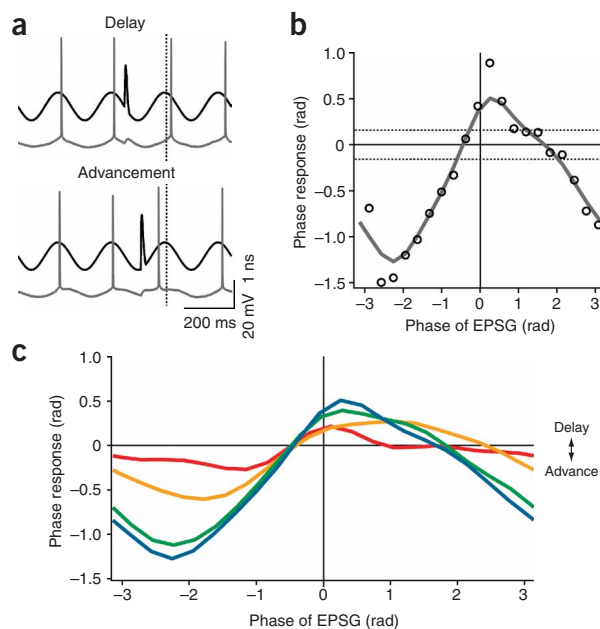 a
Delay
Advancement
20 mV 1 ns
200 ms
b
1.0
0.5
0
–0.5
–1.0
–1.5
Phase response (rad)
–3 –2 –1 0 1 2 3
Phase of EPSG (rad)
c
1.0
0.5
0
–0.5
–1.0
–1.5
Phase response (rad)
–3 –2 –1 0 1 2 3
Phase of EPSG (rad)
Delay
Advance